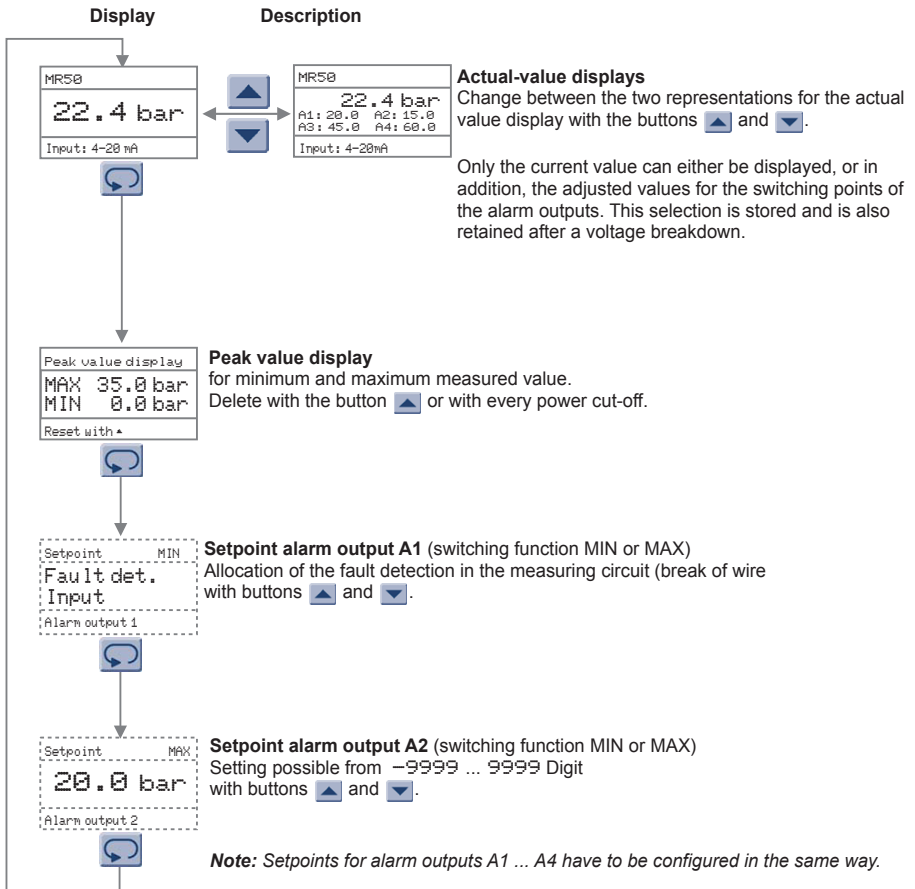 Display Description
MR50
22.4 bar
Input: 4-20 mA
MR50
22.4 bar
A1: 20.0 A2: 15.0
A3: 45.0 A4: 60.0
Input: 4-20mA
Actual-value displays
Change between the two representations for the actual
value display with the buttons and .
Only the current value can either be displayed, or in
addition, the adjusted values for the switching points of
the alarm outputs. This selection is stored and is also
retained after a voltage breakdown.
Peak value display
MAX 35.0 bar
MIN 0.0 bar
Reset with ▲
Peak value display
for minimum and maximum measured value.
Delete with the button or with every power cut-off.
Setpoint MIN
Fault det.
Input
Alarm output 1
Setpoint alarm output A1 (switching function MIN or MAX)
Allocation of the fault detection in the measuring circuit (break of wire
with buttons and .
Setpoint MAX
20.0 bar
Alarm output 2
Setpoint alarm output A2 (switching function MIN or MAX)
Setting possible from -9999 ... 9999 Digit
with buttons and .
Note: Setpoints for alarm outputs A1 ... A4 have to be configured in the same way.